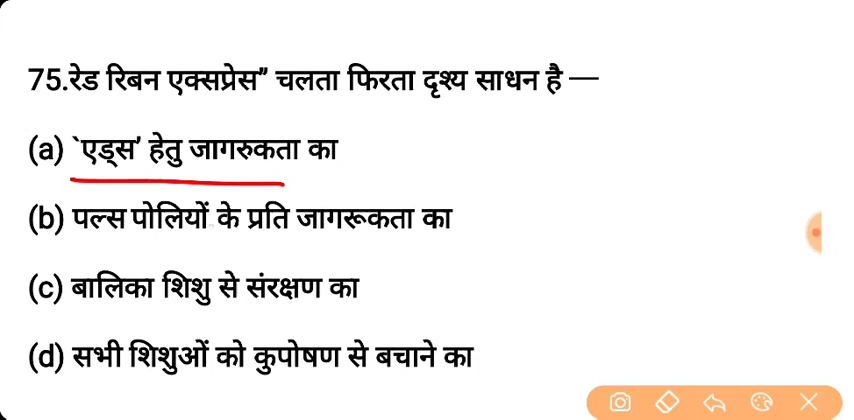 75.रेड रिबन एक्सप्रेस” चलता फिरता दृश्य साधन है —
(a) `एड्स’ हेतु जागरुकता का
(b) पल्स पोलियों के प्रति जागरूकता का
(c) बालिका शिशु से संरक्षण का
(d) सभी शिशुओं को कुपोषण से बचाने का